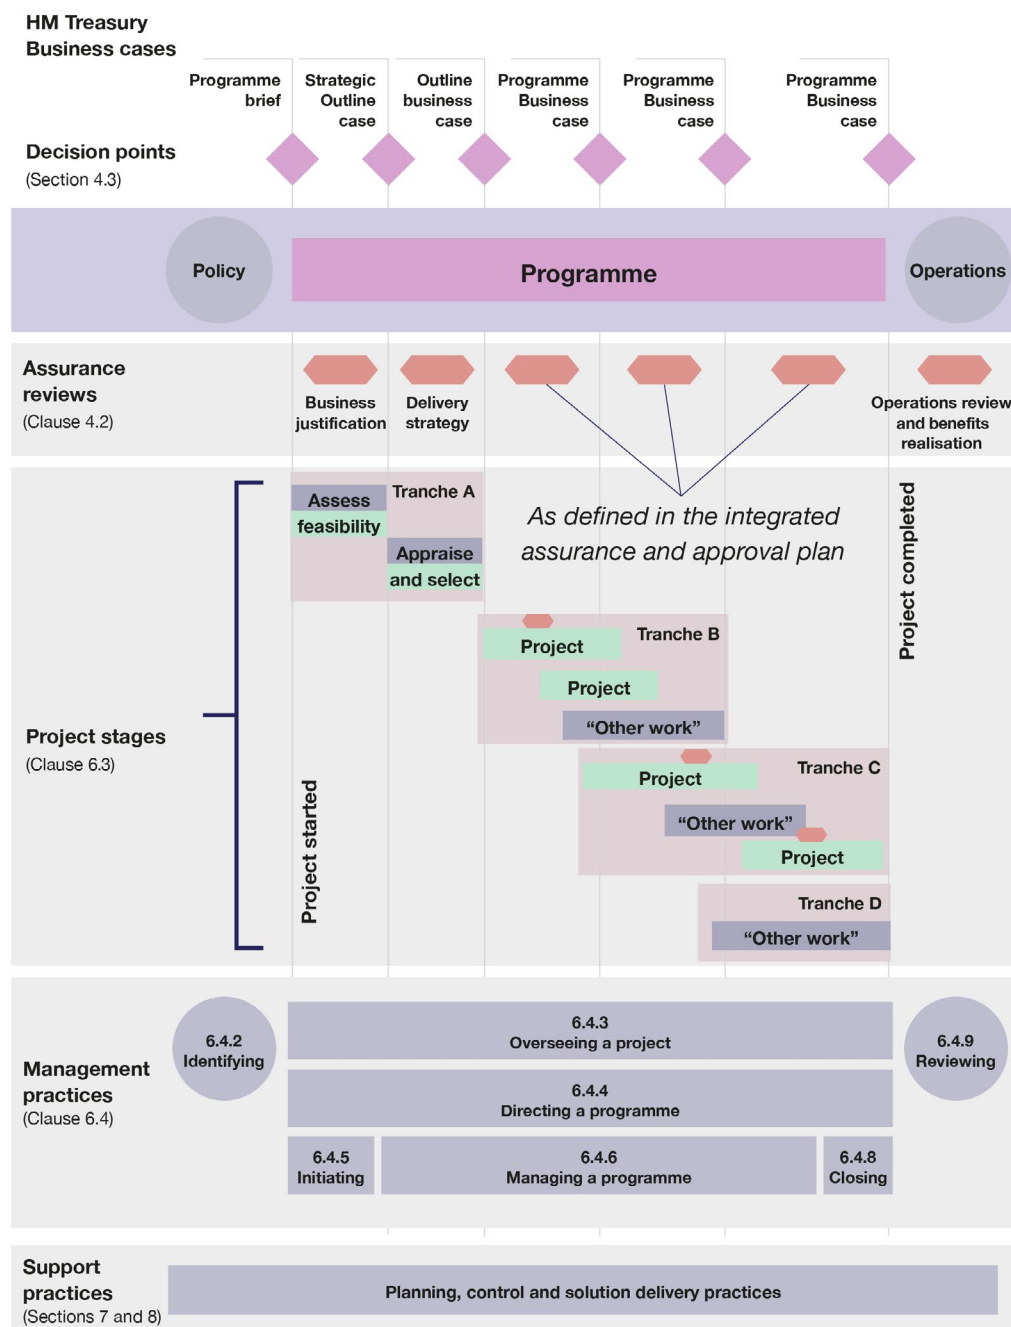 HM Treasury
Business cases
Programme
brief
Strategic
Outline
case
Outline
business
case
Programme
Business
case
Programme
Business
case
Programme
Business
case
Decision points
(Section 4.3)
Policy
Programme
Operations
Assurance
reviews
(Clause 4.2)
Business
justification
Delivery
strategy
Operations review
and benefits
realisation
As defined in the integrated
assurance and approval plan
Project stages
(Clause 6.3)
Project started
Project completed
Tranche A
Assess
feasibility
Appraise
and select
Tranche B
Project
Project
“Other work”
Tranche C
Project
“Other work”
Project
Tranche D
“Other work”
Management
practices
(Clause 6.4)
6.4.2
Identifying
6.4.3
Overseeing a project
6.4.4
Directing a programme
6.4.5
Initiating
6.4.6
Managing a programme
6.4.8
Closing
6.4.9
Reviewing
Support
practices
(Sections 7 and 8)
Planning, control and solution delivery practices